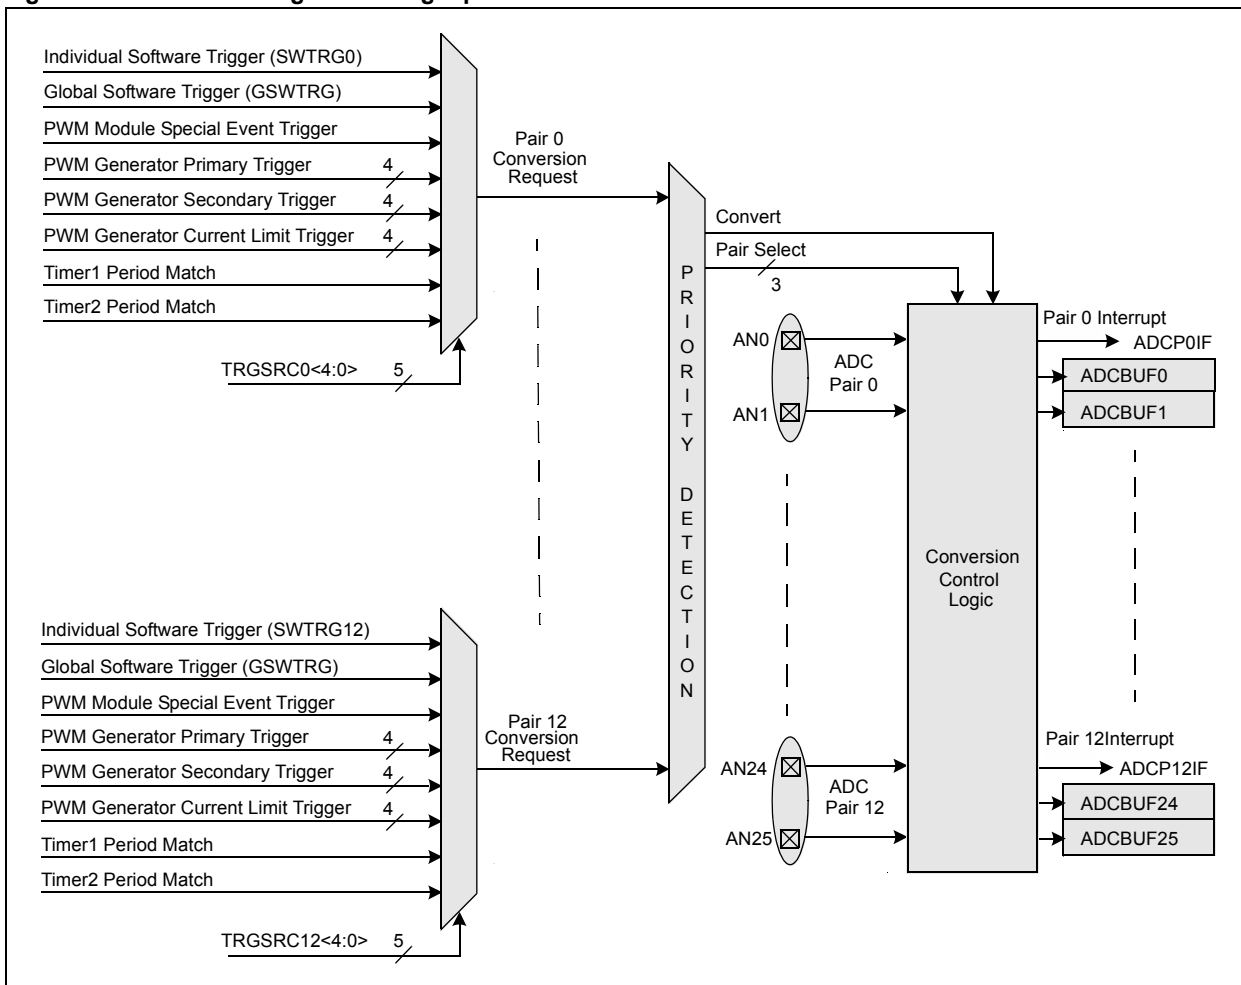 Individual Software Trigger (SWTRG0)
Global Software Trigger (GSWTRG)
PWM Module Special Event Trigger
PWM Generator Primary Trigger 4
PWM Generator Secondary Trigger 4
PWM Generator Current Limit Trigger 4
Timer1 Period Match
Timer2 Period Match
TRGSRC0<4:0> 5
Pair 0
Conversion
Request
PRIORITY DETECTION
Convert
Pair Select
3
AN0
AN1
ADC
Pair 0
Pair 0 Interrupt
ADCP0IF
ADCBUF0
ADCBUF1
Conversion
Control
Logic
Individual Software Trigger (SWTRG12)
Global Software Trigger (GSWTRG)
PWM Module Special Event Trigger
PWM Generator Primary Trigger 4
PWM Generator Secondary Trigger 4
PWM Generator Current Limit Trigger 4
Timer1 Period Match
Timer2 Period Match
TRGSRC12<4:0> 5
Pair 12
Conversion
Request
AN24
AN25
ADC
Pair 12
Pair 12Interrupt
ADCP12IF
ADCBUF24
ADCBUF25